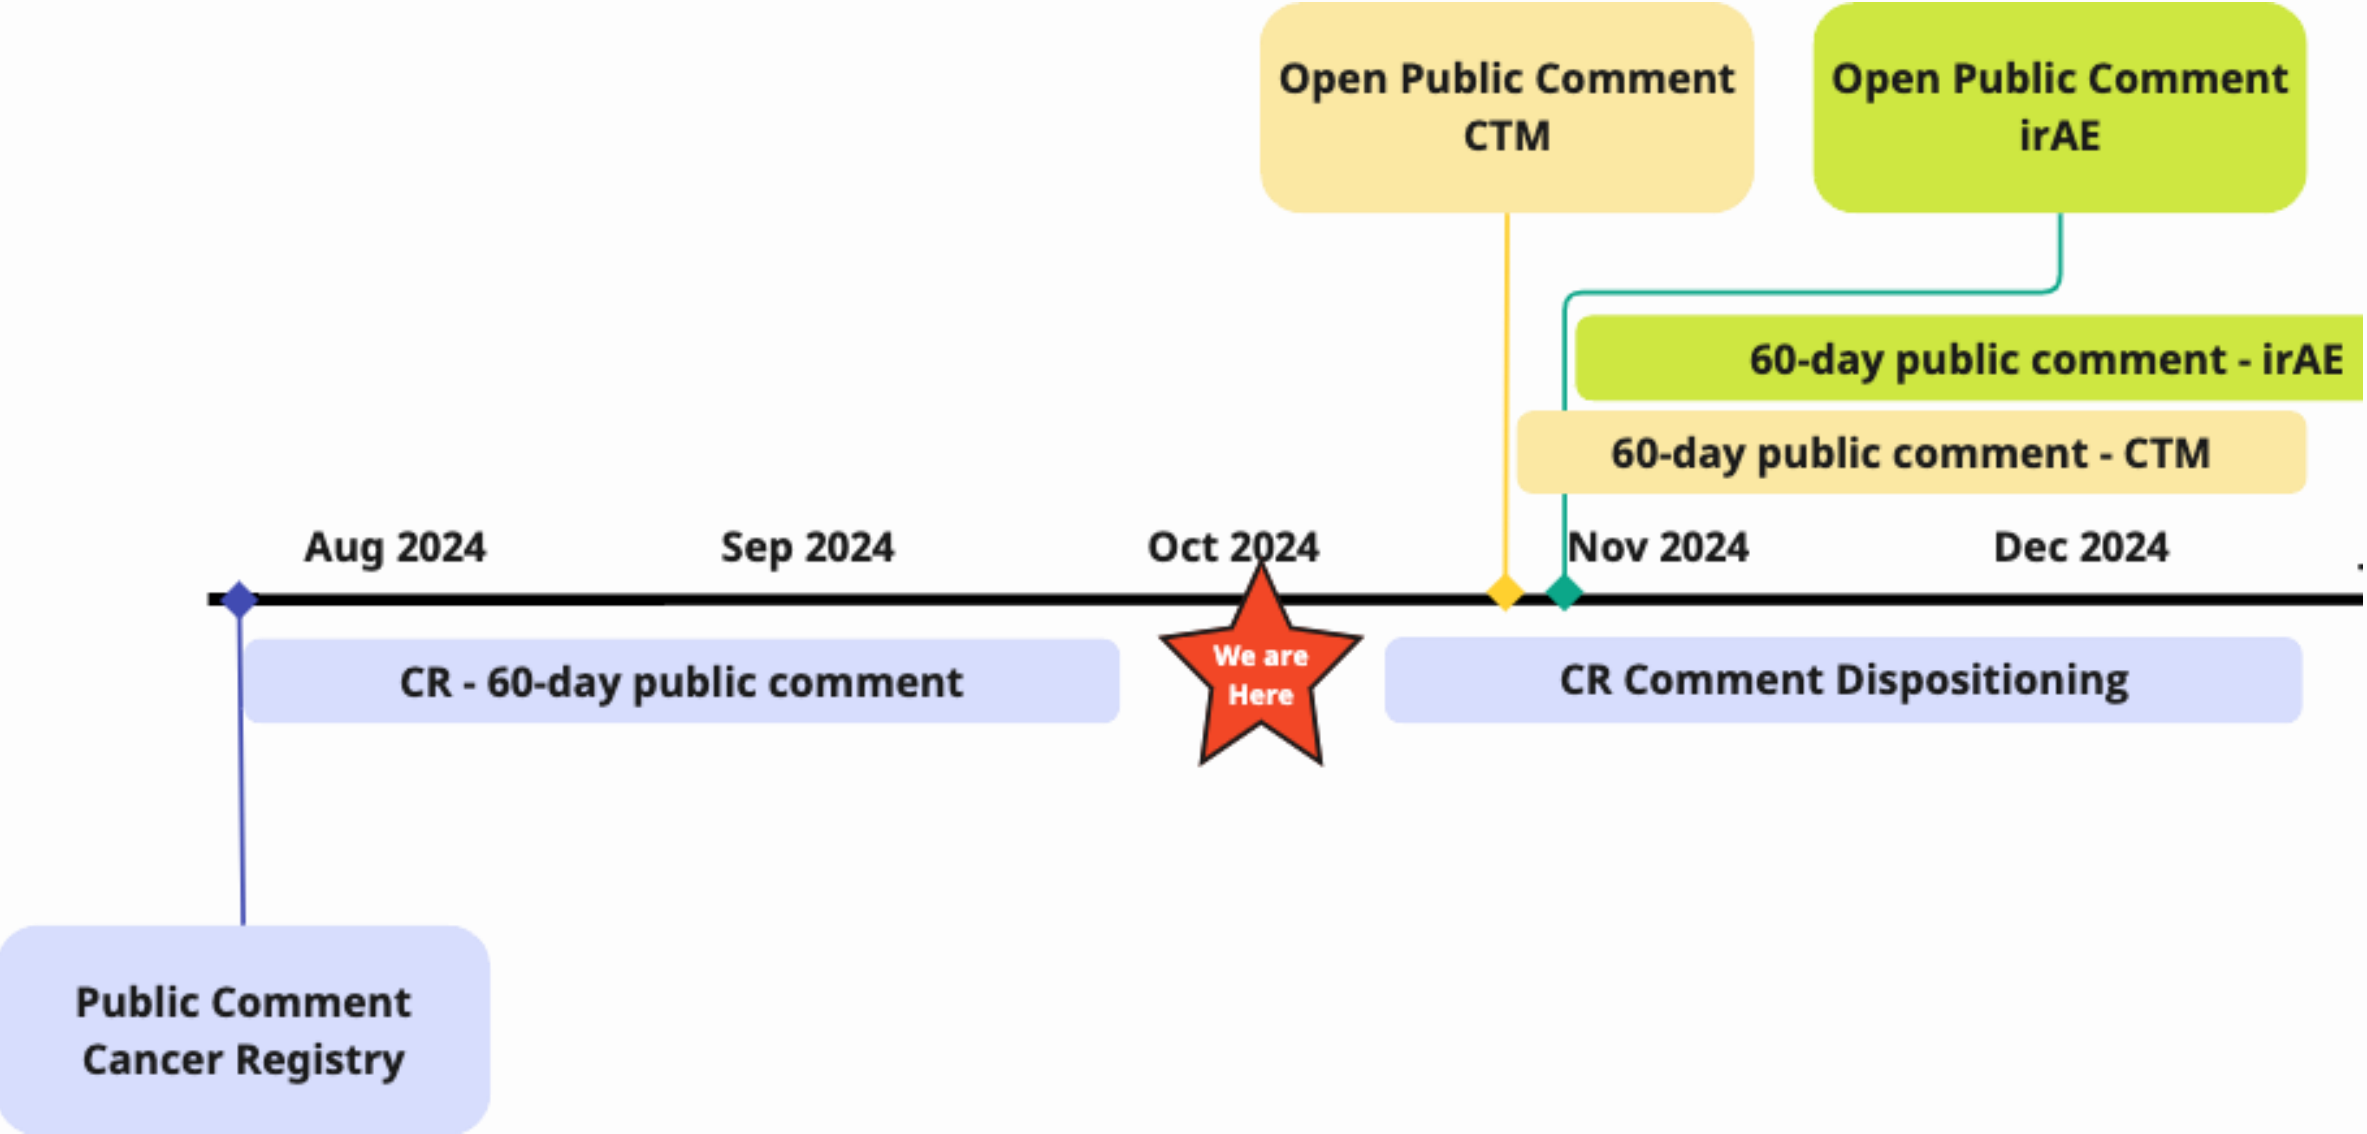 Open Public Comment
CTM
Open Public Comment
irAE
60-day public comment - irAE
60-day public comment - CTM
Aug 2024
Sep 2024
Oct 2024
Nov 2024
Dec 2024
We are
Here
CR - 60-day public comment
CR Comment Dispositioning
Public Comment
Cancer Registry